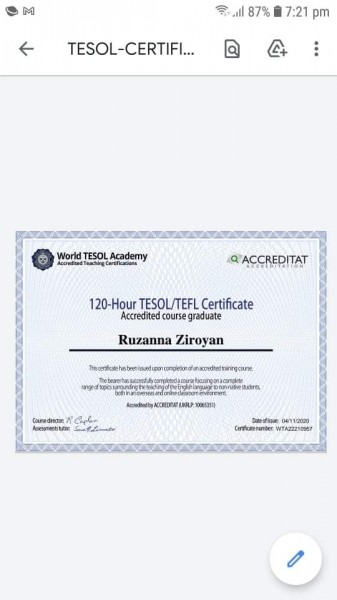 87% 7:21 pm
TESOL-CERTIFI...
World TESOL Academy
Accredited Teaching Certifications
ACCREDITAT
ACCREDITATION
120-Hour TESOL/TEFL Certificate
Accredited course graduate
Ruzanna Ziroyan
This certificate has been issued upon completion of an accredited training course.
The bearer has successfully completed a course focusing on a complete
range of topics surrounding the teaching of the English language to non-native students,
both in an overseas and online classroom environment.
Accredited by ACCREDITAT (UKRLP: 10065351)
Course director: R Caplan
Assessments tutor:
Date of issue: 04/11/2020
Certificate number: WTA22210957